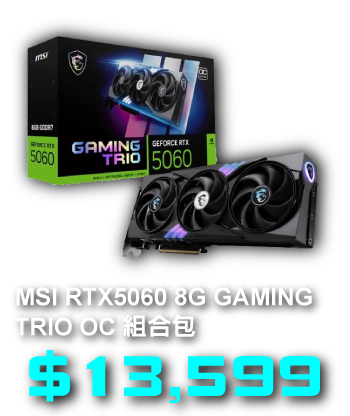 msi
OC
8GB GDDR7
GEFORCE RTX
5060
GAMING
TRIO
GEFORCE RTX
5060
MSI RTX5060 8G GAMING
TRIO OC 組合包
$13,599